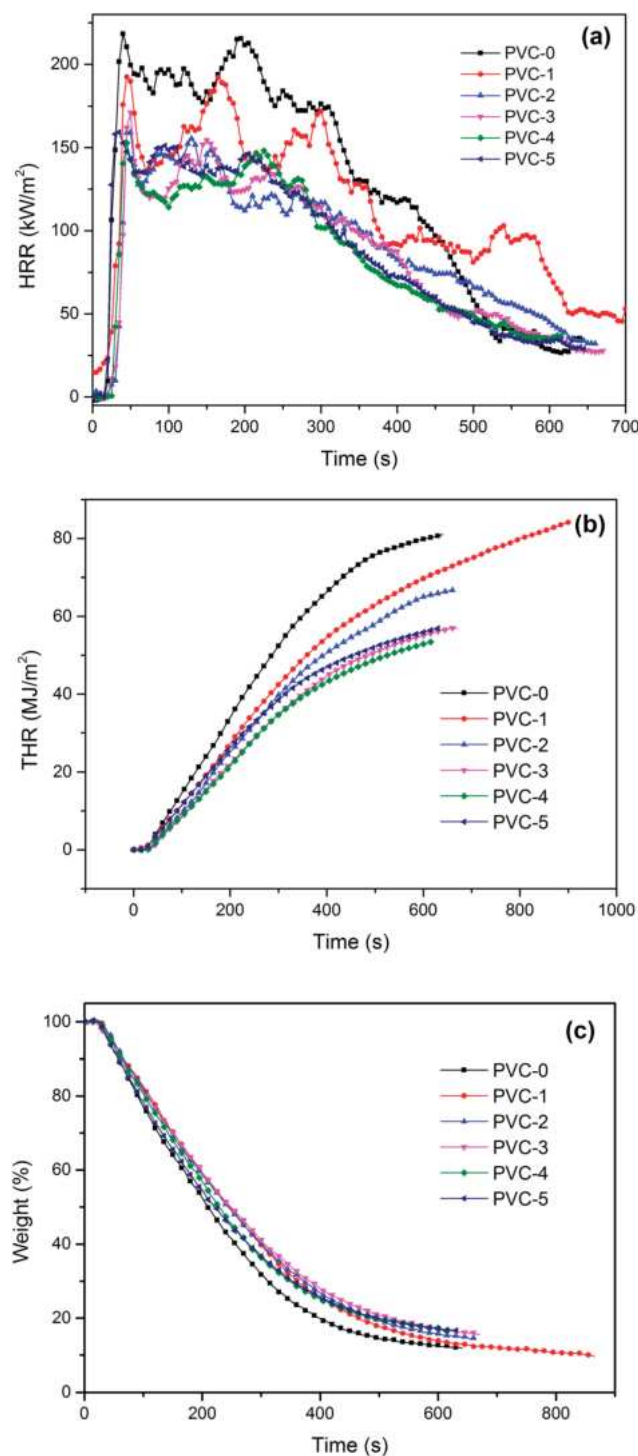 (a)
PVC-0
PVC-1
PVC-2
PVC-3
PVC-4
PVC-5
HRR (kW/m²)
200
150
100
50
0
0 100 200 300 400 500 600 700
Time (s)
(b)
PVC-0
PVC-1
PVC-2
PVC-3
PVC-4
PVC-5
THR (MJ/m²)
80
60
40
20
0
0 200 400 600 800 1000
Time (s)
(c)
PVC-0
PVC-1
PVC-2
PVC-3
PVC-4
PVC-5
Weight (%)
100
80
60
40
20
0
0 200 400 600 800
Time (s)